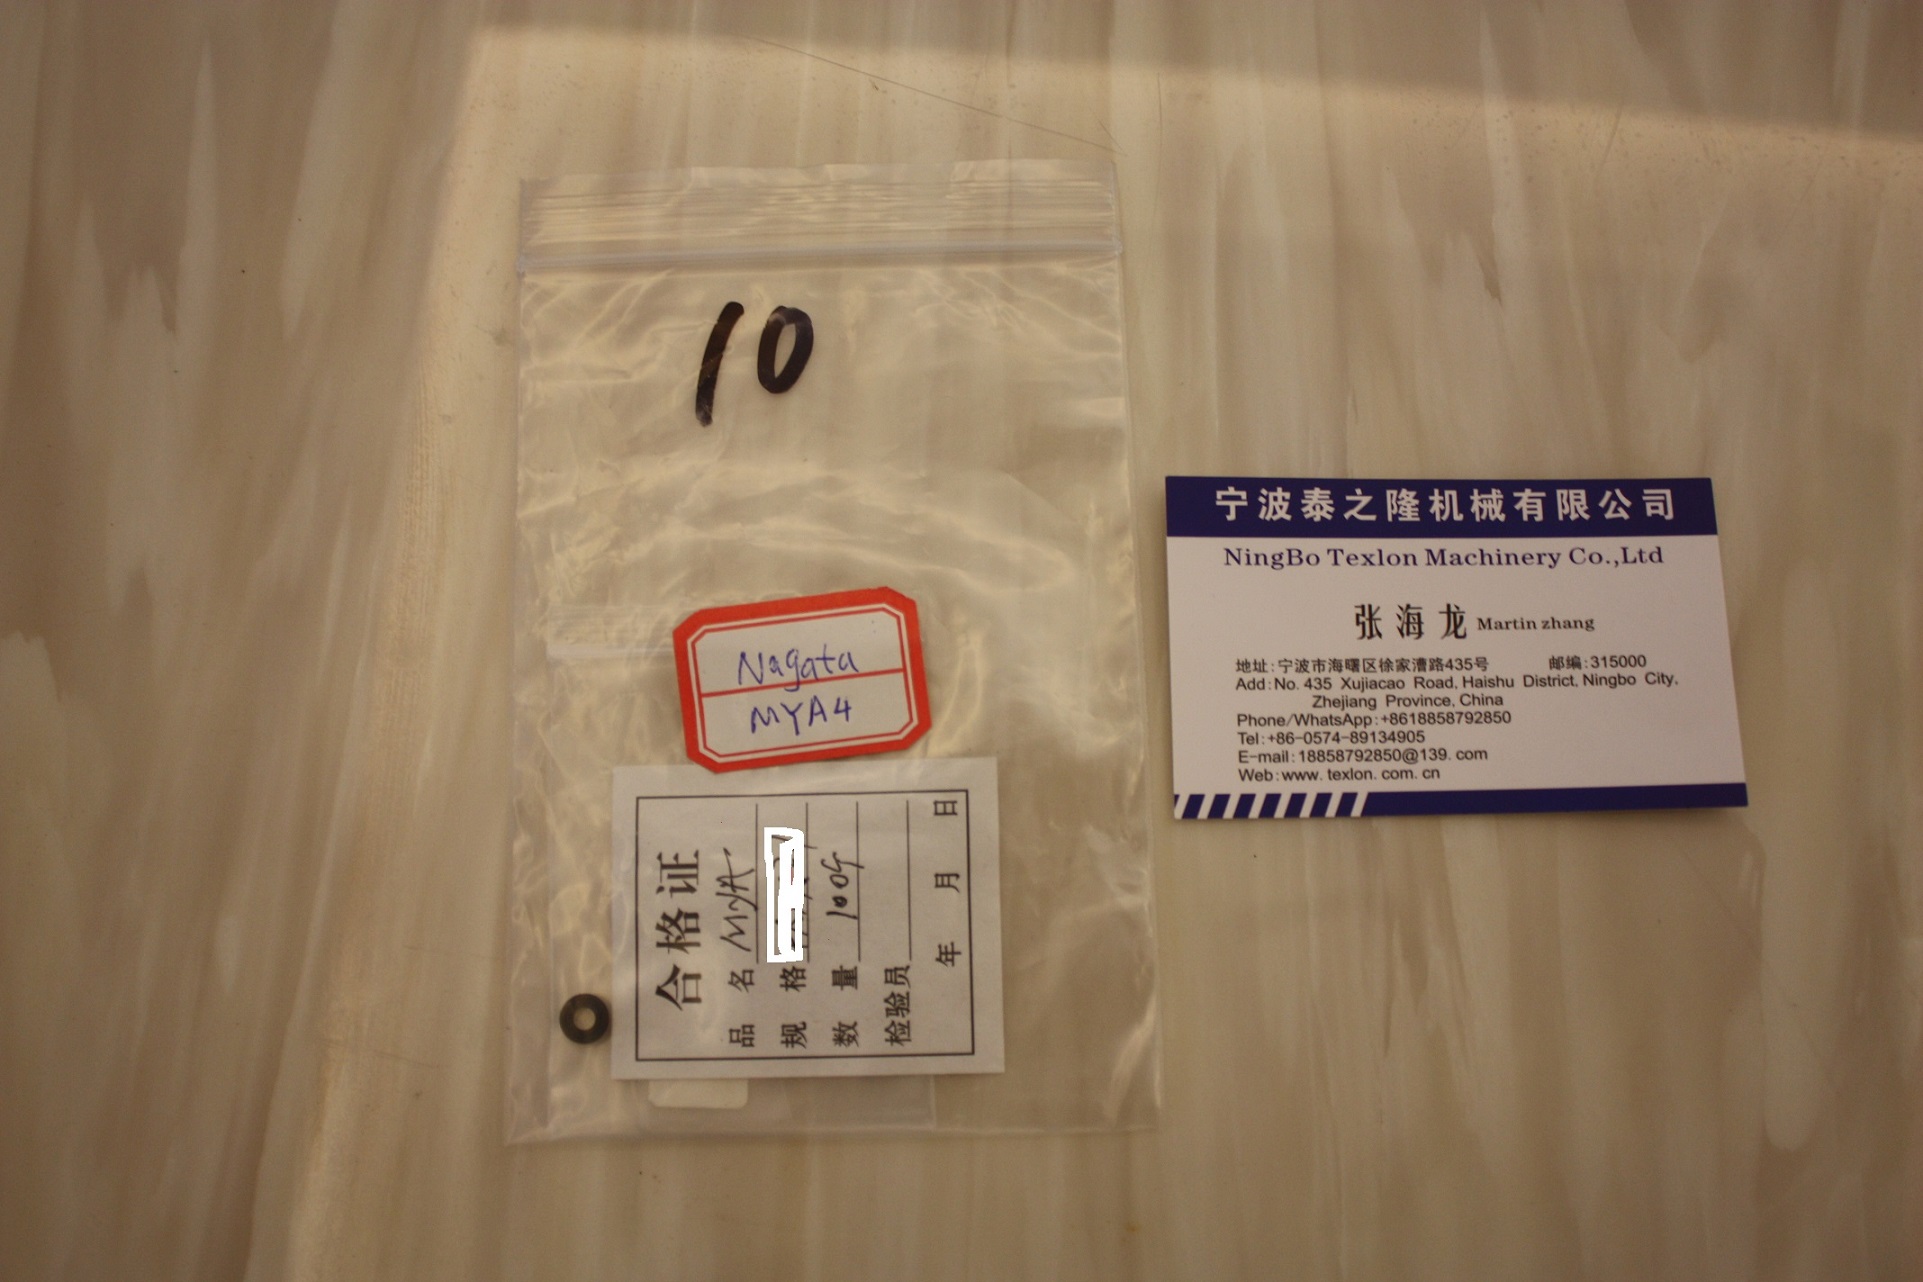 10
Nagata
MYA4
合格证
品 名 MYA
规 格
数 量 100g
检验员
年 月 日
宁波泰之隆机械有限公司
NingBo Texlon Machinery Co.,Ltd
张海龙 Martin zhang
地址:宁波市海曙区徐家漕路435号 邮编:315000
Add:No. 435 Xujiacao Road, Haishu District, Ningbo City,
Zhejiang Province, China
Phone/WhatsApp:+8618858792850
Tel:+86-0574-89134905
E-mail:18858792850@139.com
Web:www.texlon.com.cn